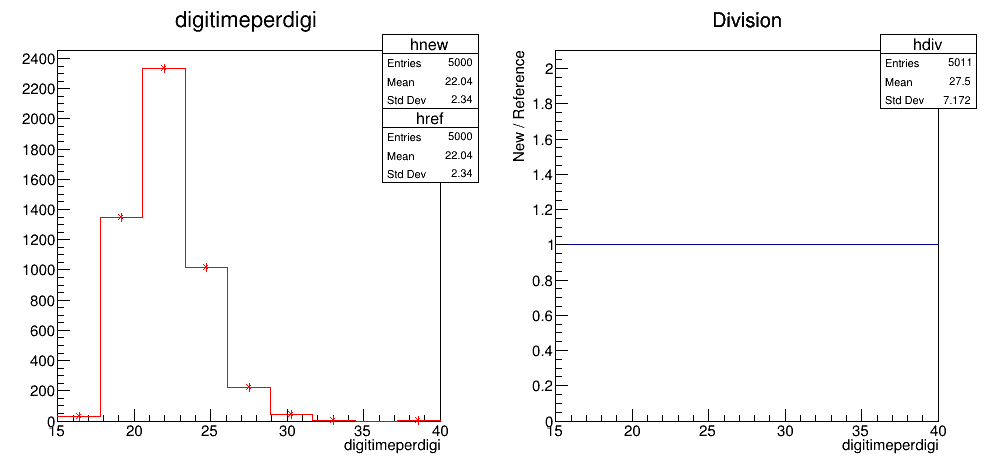 digitimeperdigi
hnew
Entries 5000
Mean 22.04
Std Dev 2.34
href
Entries 5000
Mean 22.04
Std Dev 2.34
2400
2200
2000
1800
1600
1400
1200
1000
800
600
400
200
0
15 20 25 30 35 40
digitimeperdigi
Division
hdiv
Entries 5011
Mean 27.5
Std Dev 7.172
New / Reference
2
1.8
1.6
1.4
1.2
1
0.8
0.6
0.4
0.2
0
15 20 25 30 35 40
digitimeperdigi